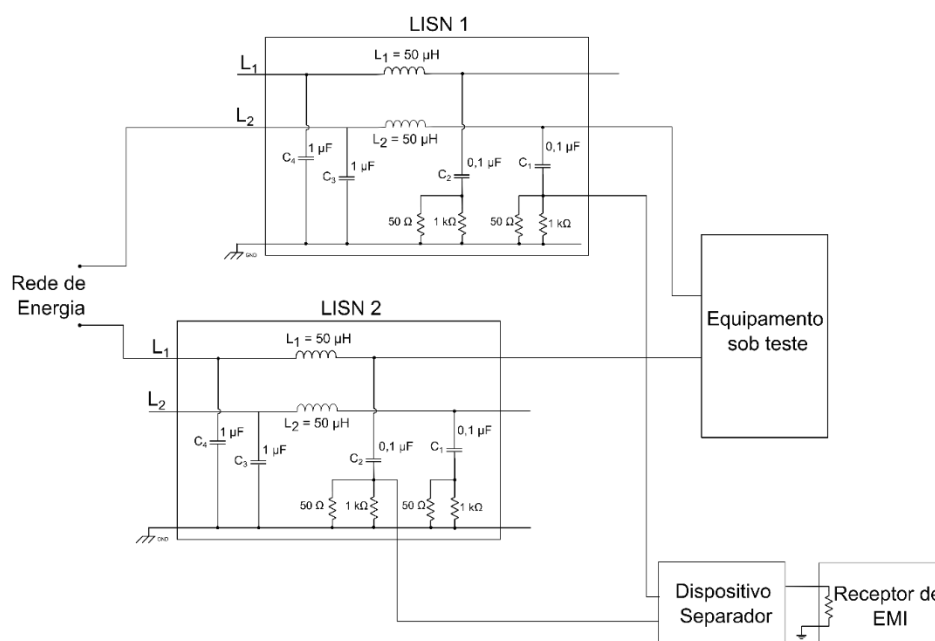 LISN 1
L₁ = 50 µH
L₁
L₂
L₂ = 50 µH
1 µF
C₄
1 µF
C₃
0,1 µF
C₂
0,1 µF
C₁
50 Ω
1 kΩ
50 Ω
1 kΩ
GND
Rede de
Energia
Equipamento
sob teste
LISN 2
L₁ = 50 µH
L₁
L₂
L₂ = 50 µH
1 µF
C₄
1 µF
C₃
0,1 µF
C₂
0,1 µF
C₁
50 Ω
1 kΩ
50 Ω
1 kΩ
GND
Dispositivo
Separador
Receptor de
EMI